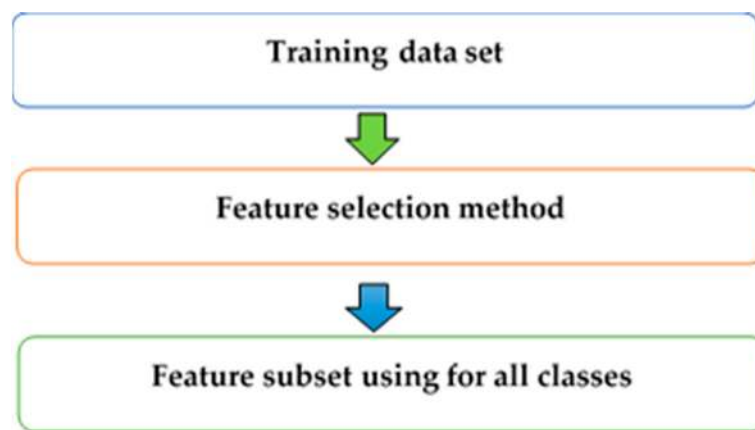 Training data set
Feature selection method
Feature subset using for all classes